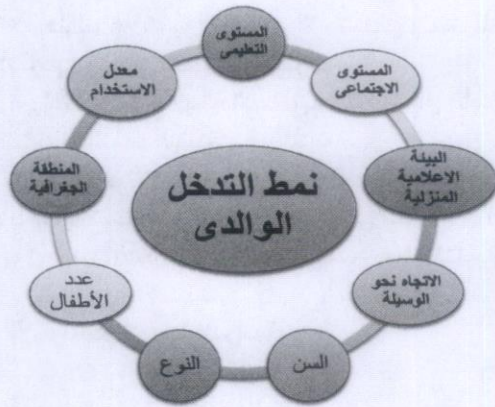 المستوى
التعليمى
المستوى
الاجتماعى
البيئة
الاعلامية
المنزلية
الاتجاه نحو
الوسيلة
السن
النوع
عدد
الأطفال
المنطقة
الجغرافية
معدل
الاستخدام
نمط التدخل
الوالدى